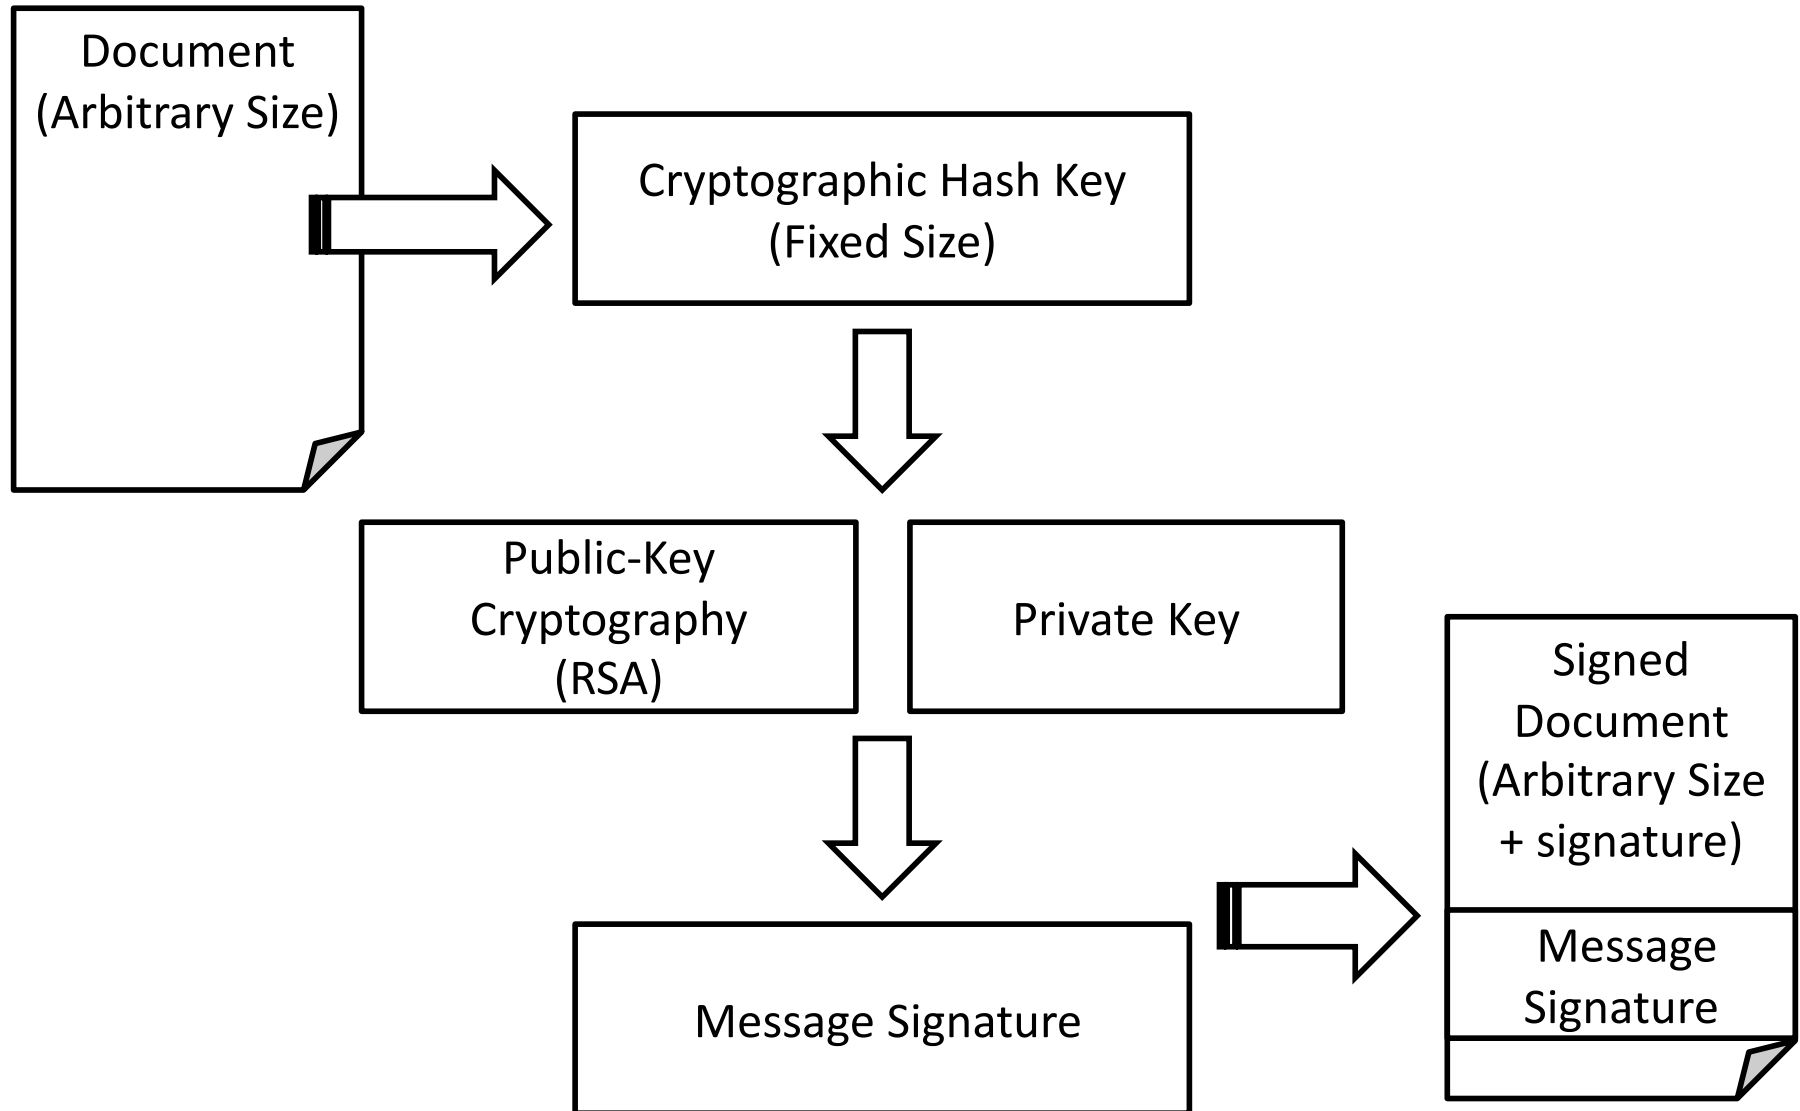 Document
(Arbitrary Size)
Cryptographic Hash Key
(Fixed Size)
Public-Key
Cryptography
(RSA)
Private Key
Signed
Document
(Arbitrary Size
+ signature)
Message
Signature
Message Signature